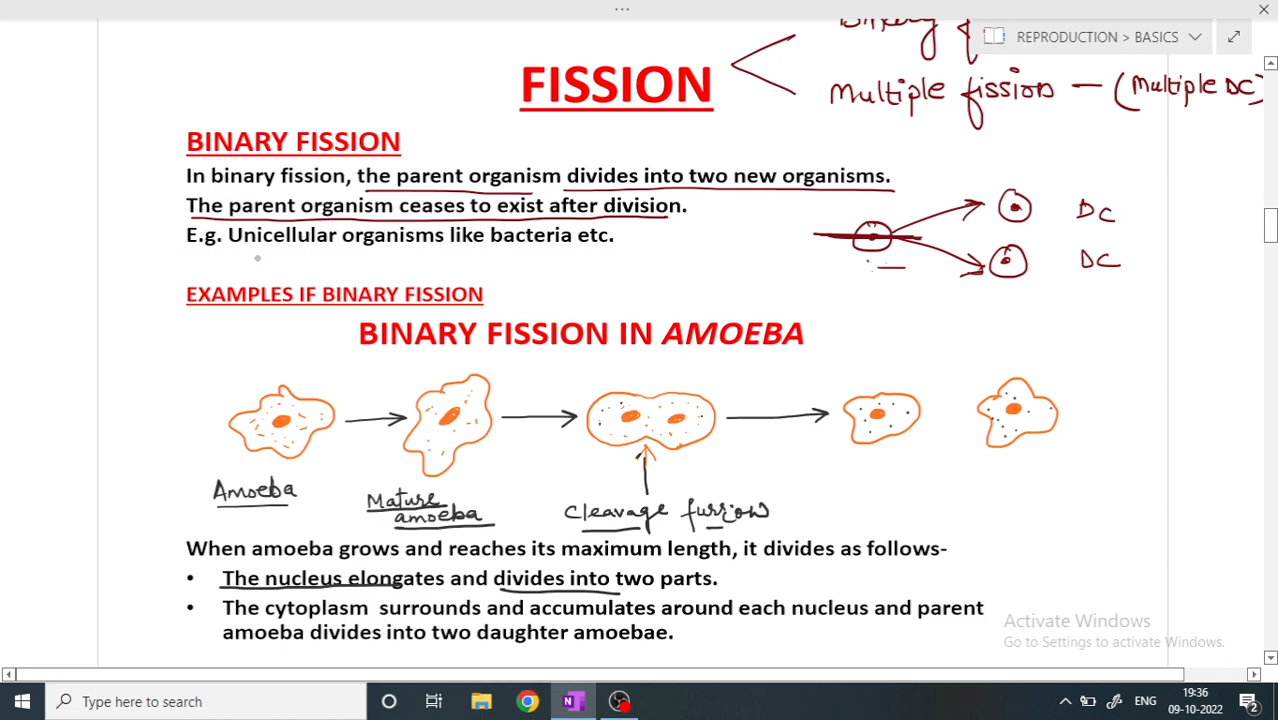 REPRODUCTION > BASICS
FISSION
Multiple fission — (Multiple DC)
BINARY FISSION
In binary fission, the parent organism divides into two new organisms.
The parent organism ceases to exist after division.
E.g. Unicellular organisms like bacteria etc.
DC
DC
EXAMPLES IF BINARY FISSION
BINARY FISSION IN AMOEBA
Amoeba
Mature
amoeba
Cleavage
When amoeba grows and reaches its maximum length, it divides as follows-
• The nucleus elongates and divides into two parts.
• The cytoplasm surrounds and accumulates around each nucleus and parent
amoeba divides into two daughter amoebae.
Activate Windows
Go to Settings to activate Windows.
Type here to search
ENG
19:36
09-10-2022
2